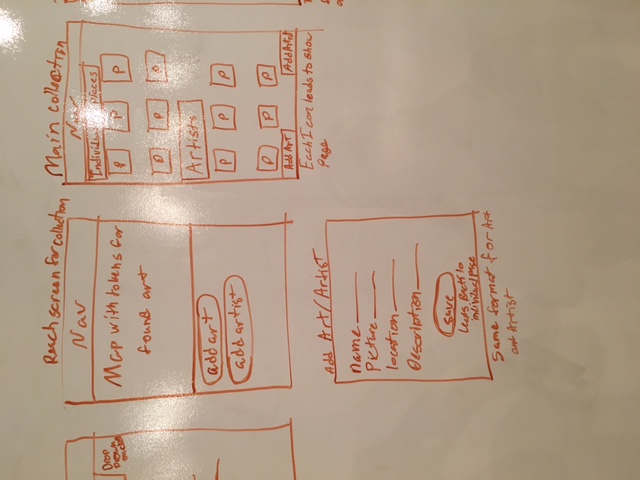 Reach screen for collection
Nav
Map with tokens for
found art
add art
add artist
Main collection
Nav
Individual places
P P P
P P P
Artists
P P P
P P P
Add Art Add Artist
Each Icon leads to show
page
Drop
Down
on click
Add Art/Artist
name
Picture
location
Description
save
Leads Back to
individual page
Same format for Art
and Artist